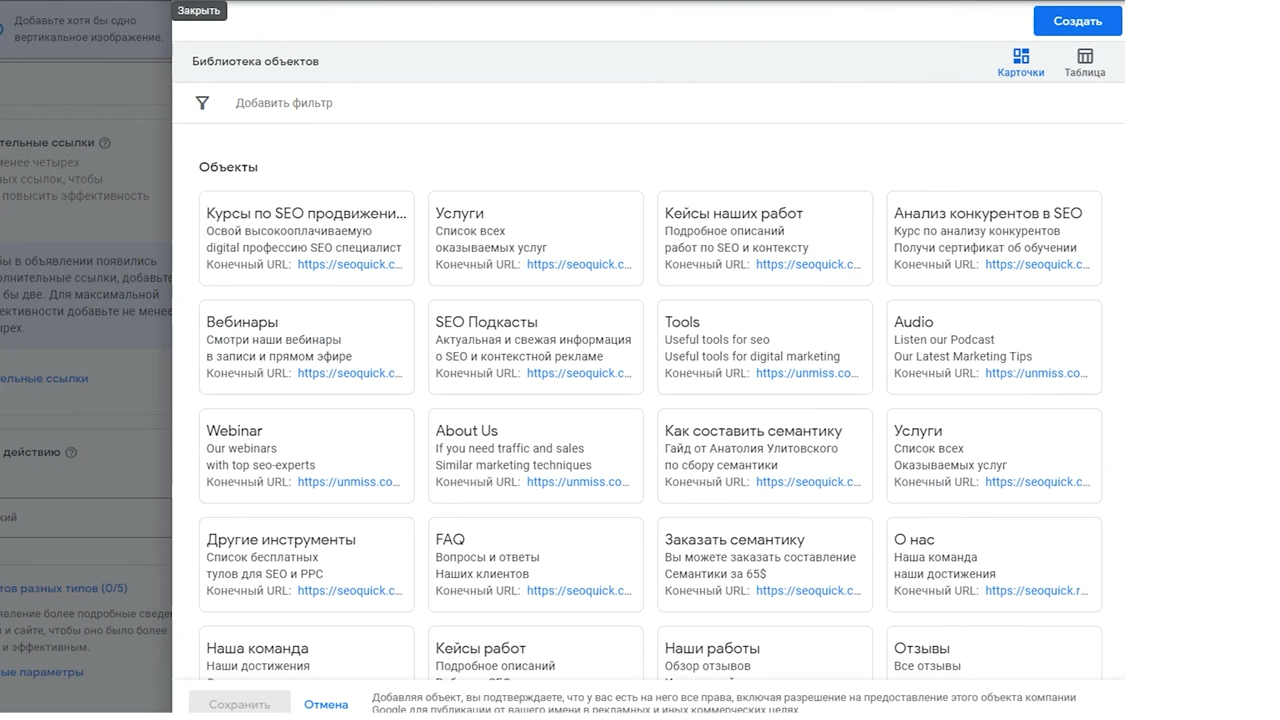 Закрыть
Добавьте хотя бы одно
вертикальное изображение.
Создать
Библиотека объектов
Карточки
Таблица
Добавить фильтр
ссылки
менее четырех
ссылок, чтобы
повысить эффективность
бы в объявлении появились
ссылки, добавьте
бы две. Для максимальной
добавьте не менее
ссылки
действию
разных типов (0/5)
более подробные
и сайте, чтобы оно было более
и эффективным.
параметры
Объекты
Курсы по SEO продвижени...
Освой высокооплачиваемую
digital профессию SEO специалист
Конечный URL: https://seoquick.c...
Услуги
Список всех
оказываемых услуг
Конечный URL: https://seoquick.c...
Кейсы наших работ
Подробное описаний
работ по SEO и контексту
Конечный URL: https://seoquick.c...
Анализ конкурентов в SEO
Курс по анализу конкурентов
Получи сертификат об обучении
Конечный URL: https://seoquick.c...
Вебинары
Смотри наши вебинары
в записи и прямом эфире
Конечный URL: https://seoquick.c...
SEO Подкасты
Актуальная и свежая информация
о SEO и контекстной рекламе
Конечный URL: https://seoquick.c...
Tools
Useful tools for seo
Useful tools for digital marketing
Конечный URL: https://unmiss.co...
Audio
Listen our Podcast
Our Latest Marketing Tips
Конечный URL: https://unmiss.co...
Webinar
Our webinars
with top seo-experts
Конечный URL: https://unmiss.co...
About Us
If you need traffic and sales
Similar marketing techniques
Конечный URL: https://unmiss.co...
Как составить семантику
Гайд от Анатолия Улитовского
по сбору семантики
Конечный URL: https://seoquick.c...
Услуги
Список всех
Оказываемых услуг
Конечный URL: https://seoquick.c...
Другие инструменты
Список бесплатных
тулов для SEO и PPC
Конечный URL: https://seoquick.c...
FAQ
Вопросы и ответы
Наших клиентов
Конечный URL: https://seoquick.c...
Заказать семантику
Вы можете заказать составление
Семантики за 65$
Конечный URL: https://seoquick.c...
О нас
Наша команда
наши достижения
Конечный URL: https://seoquick.r...
Наша команда
Наши достижения
Кейсы работ
Подробное описаний
Наши работы
Обзор отзывов
Отзывы
Все отзывы
Сохранить
Отмена
Добавляя объект, вы подтверждаете, что у вас есть на него все права, включая разрешение на предоставление этого объекта компании
Google для публикации от вашего имени в рекламных и иных коммерческих целях.